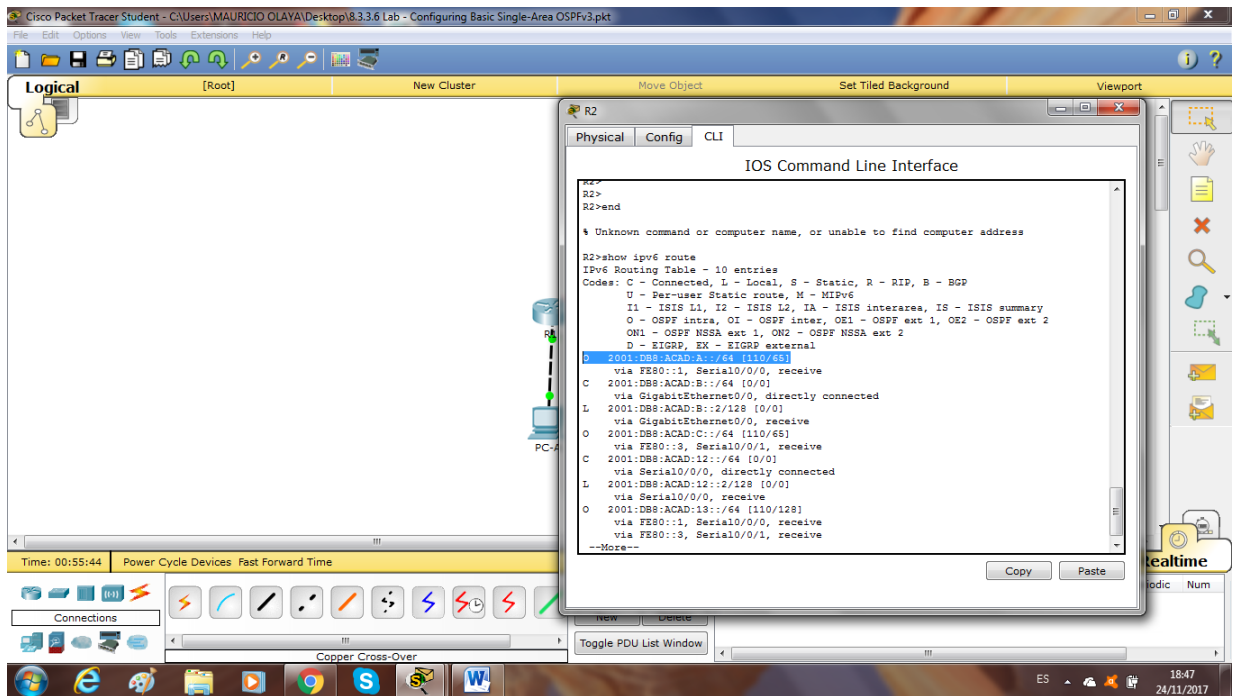 Cisco Packet Tracer Student - C:\Users\MAURICIO OLAYA\Desktop\8.3.3.6 Lab - Configuring Basic Single-Area OSPFv3.pkt
File Edit Options View Tools Extensions Help
Logical [Root] New Cluster Move Object Set Tiled Background Viewport
R2
Physical Config CLI
IOS Command Line Interface
R2>
R2>
R2>end
% Unknown command or computer name, or unable to find computer address
R2>show ipv6 route
IPv6 Routing Table - 10 entries
Codes: C - Connected, L - Local, S - Static, R - RIP, B - BGP
U - Per-user Static route, M - MIPv6
I1 - ISIS L1, I2 - ISIS L2, IA - ISIS interarea, IS - ISIS summary
O - OSPF intra, OI - OSPF inter, OE1 - OSPF ext 1, OE2 - OSPF ext 2
ON1 - OSPF NSSA ext 1, ON2 - OSPF NSSA ext 2
D - EIGRP, EX - EIGRP external
O 2001:DB8:ACAD:A::/64 [110/65]
via FE80::1, Serial0/0/0, receive
C 2001:DB8:ACAD:B::/64 [0/0]
via GigabitEthernet0/0, directly connected
L 2001:DB8:ACAD:B::2/128 [0/0]
via GigabitEthernet0/0, receive
O 2001:DB8:ACAD:C::/64 [110/65]
via FE80::3, Serial0/0/1, receive
C 2001:DB8:ACAD:12::/64 [0/0]
via Serial0/0/0, directly connected
L 2001:DB8:ACAD:12::2/128 [0/0]
via Serial0/0/0, receive
O 2001:DB8:ACAD:13::/64 [110/128]
via FE80::1, Serial0/0/0, receive
via FE80::3, Serial0/0/1, receive
--More--
Copy Paste
PC-A
Time: 00:55:44 Power Cycle Devices Fast Forward Time
ealtime
Connections
Copper Cross-Over
New Delete
Toggle PDU List Window
iodic Num
ES 18:47
24/11/2017